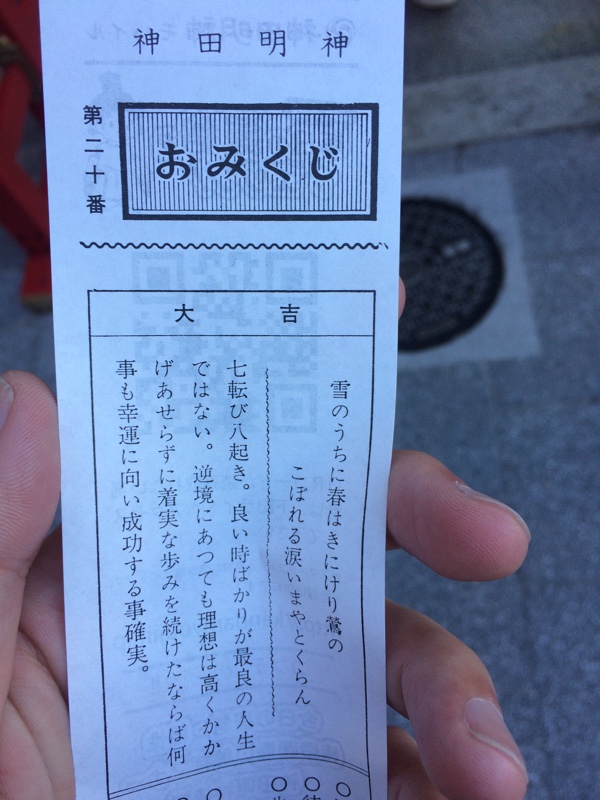 神田明神
第二十番
おみくじ
大吉
雪のうちに春はきにけり鶯の
こぼれる涙いまやとくらん
七転び八起き。良い時ばかりが最良の人生
ではない。逆境にあつても理想は高くかか
げあせらずに着実な歩みを続けたならば何
事も幸運に向い成功する事確実。